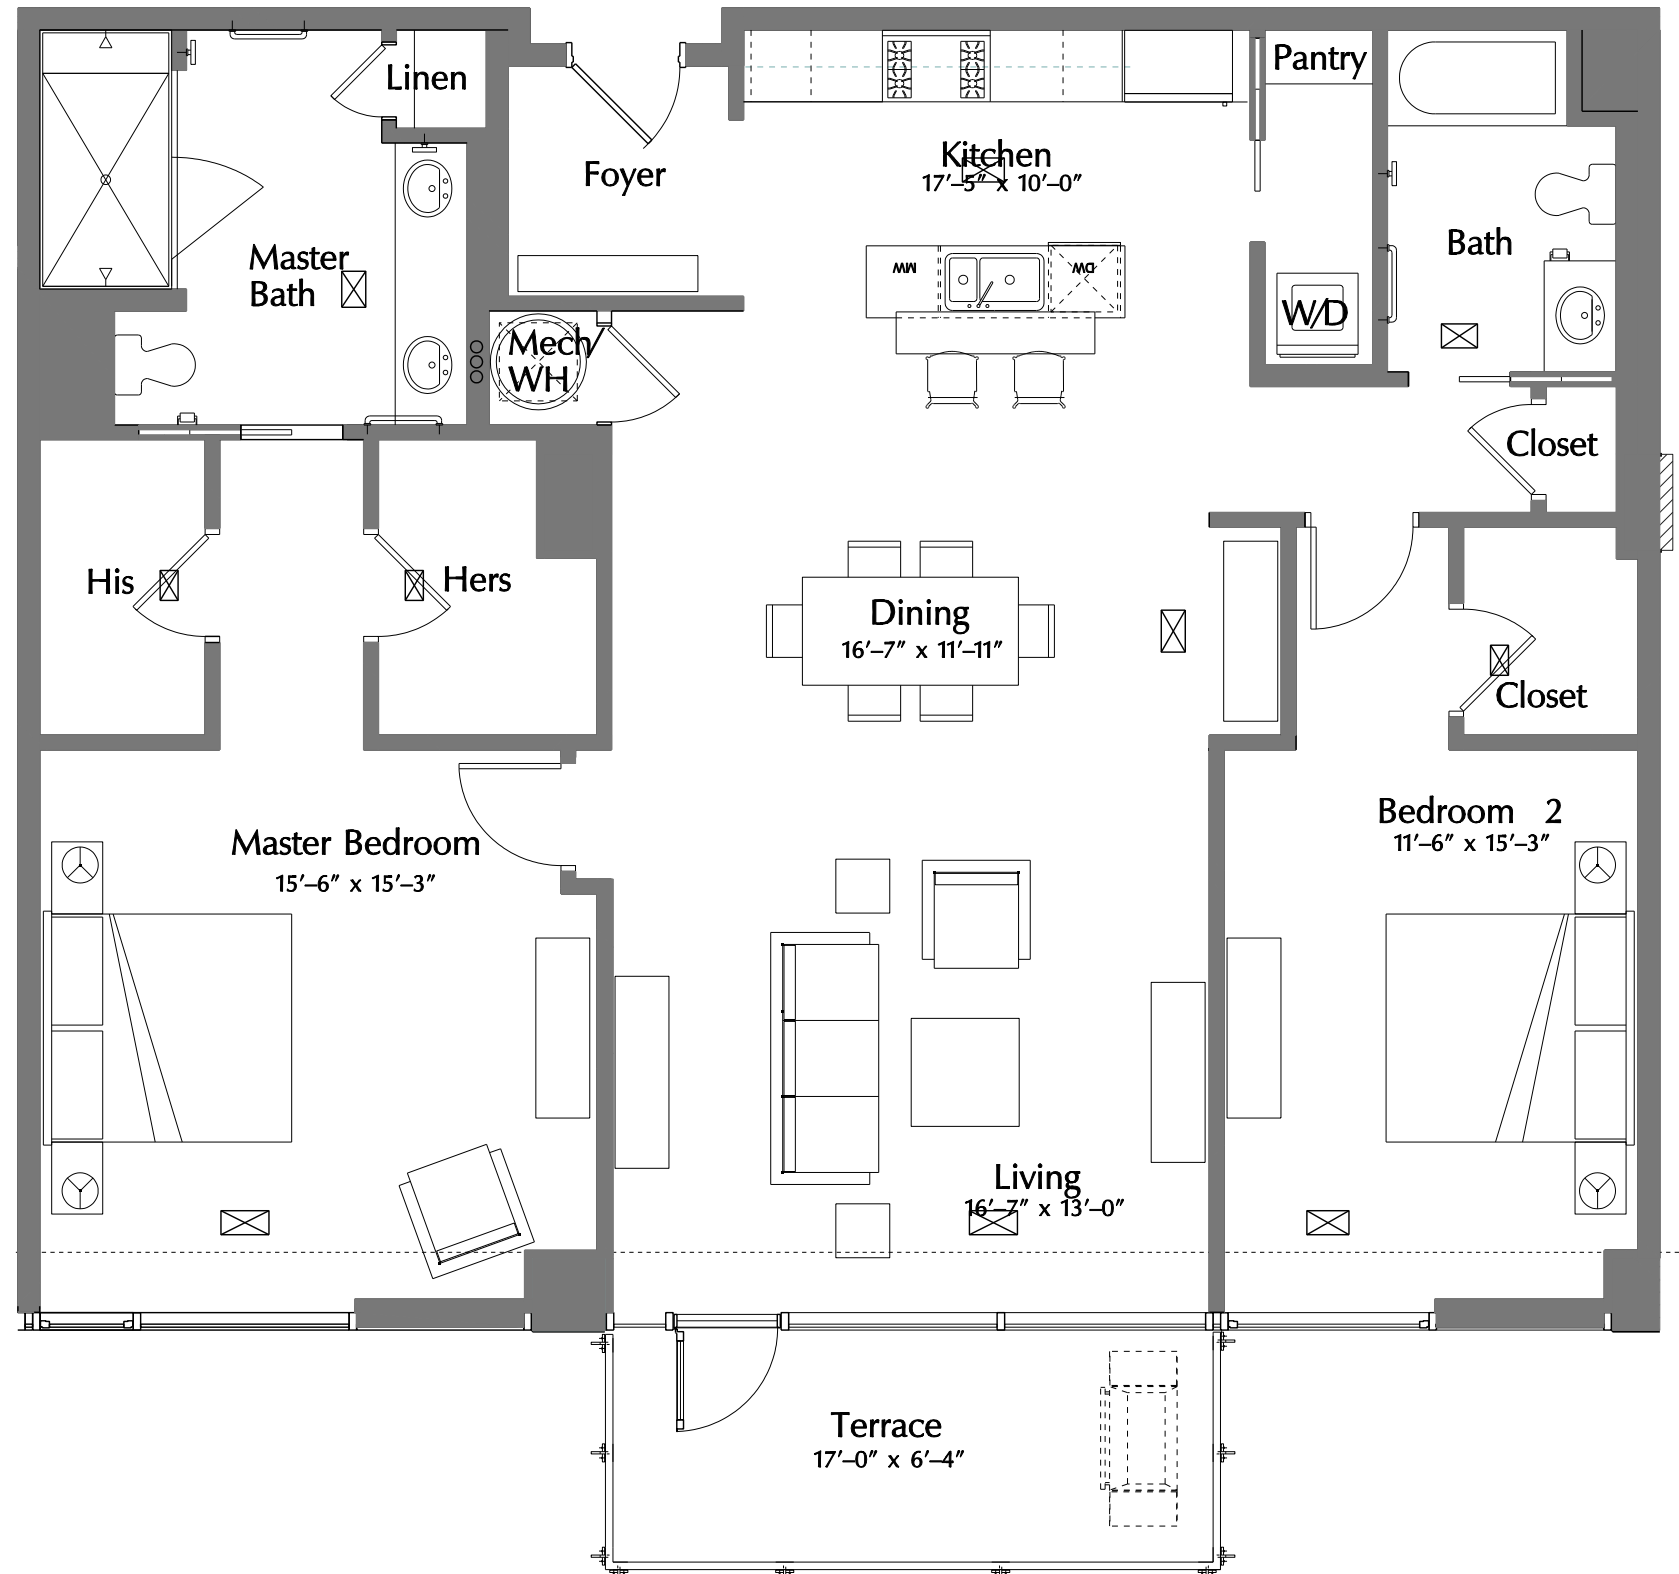 Linen
Pantry
Foyer
Kitchen
17'–5" x 10'–0"
Master
Bath
Bath
MW
DW
W/D
Mech/
WH
Closet
His
Hers
Dining
16'–7" x 11'–11"
Closet
Master Bedroom
15'–6" x 15'–3"
Bedroom 2
11'–6" x 15'–3"
Living
16'–7" x 13'–0"
Terrace
17'–0" x 6'–4"